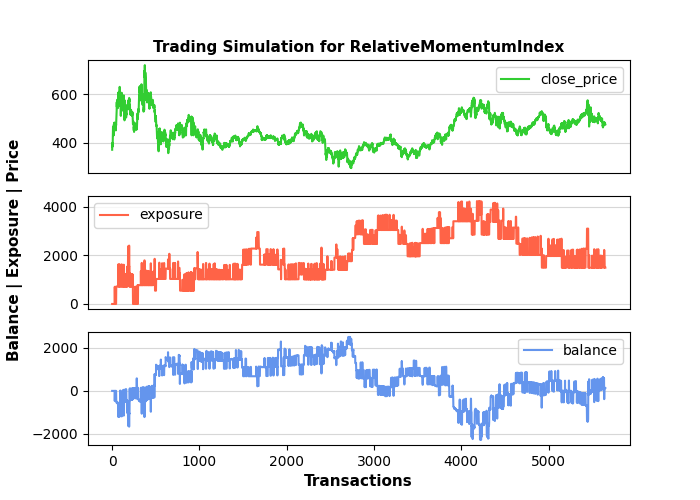 Trading Simulation for RelativeMomentumIndex
Balance | Exposure | Price
600
400
close_price
4000
2000
0
exposure
2000
0
−2000
balance
0 1000 2000 3000 4000 5000
Transactions